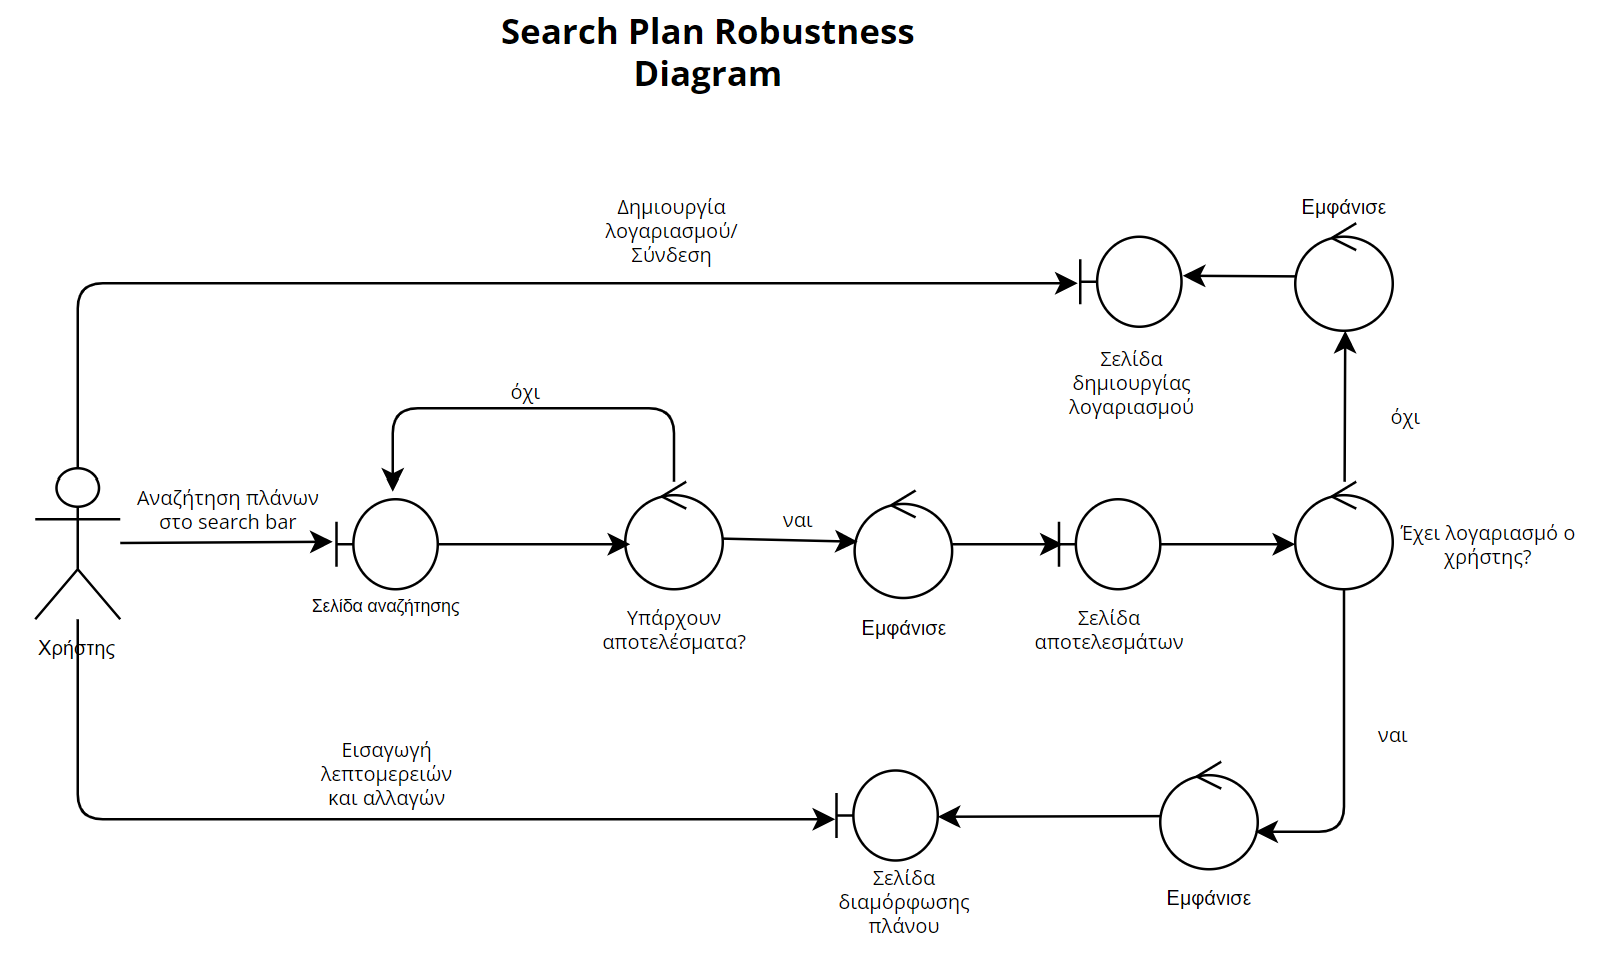 Search Plan Robustness
Diagram
Δημιουργία
λογαριασμού/
Σύνδεση
Εμφάνισε
Σελίδα
δημιουργίας
λογαριασμού
όχι
όχι
Αναζήτηση πλάνων
στο search bar
ναι
Έχει λογαριασμό ο
χρήστης?
Σελίδα αναζήτησης
Υπάρχουν
αποτελέσματα?
Εμφάνισε
Σελίδα
αποτελεσμάτων
Χρήστης
ναι
Εισαγωγή
λεπτομερειών
και αλλαγών
Σελίδα
διαμόρφωσης
πλάνου
Εμφάνισε